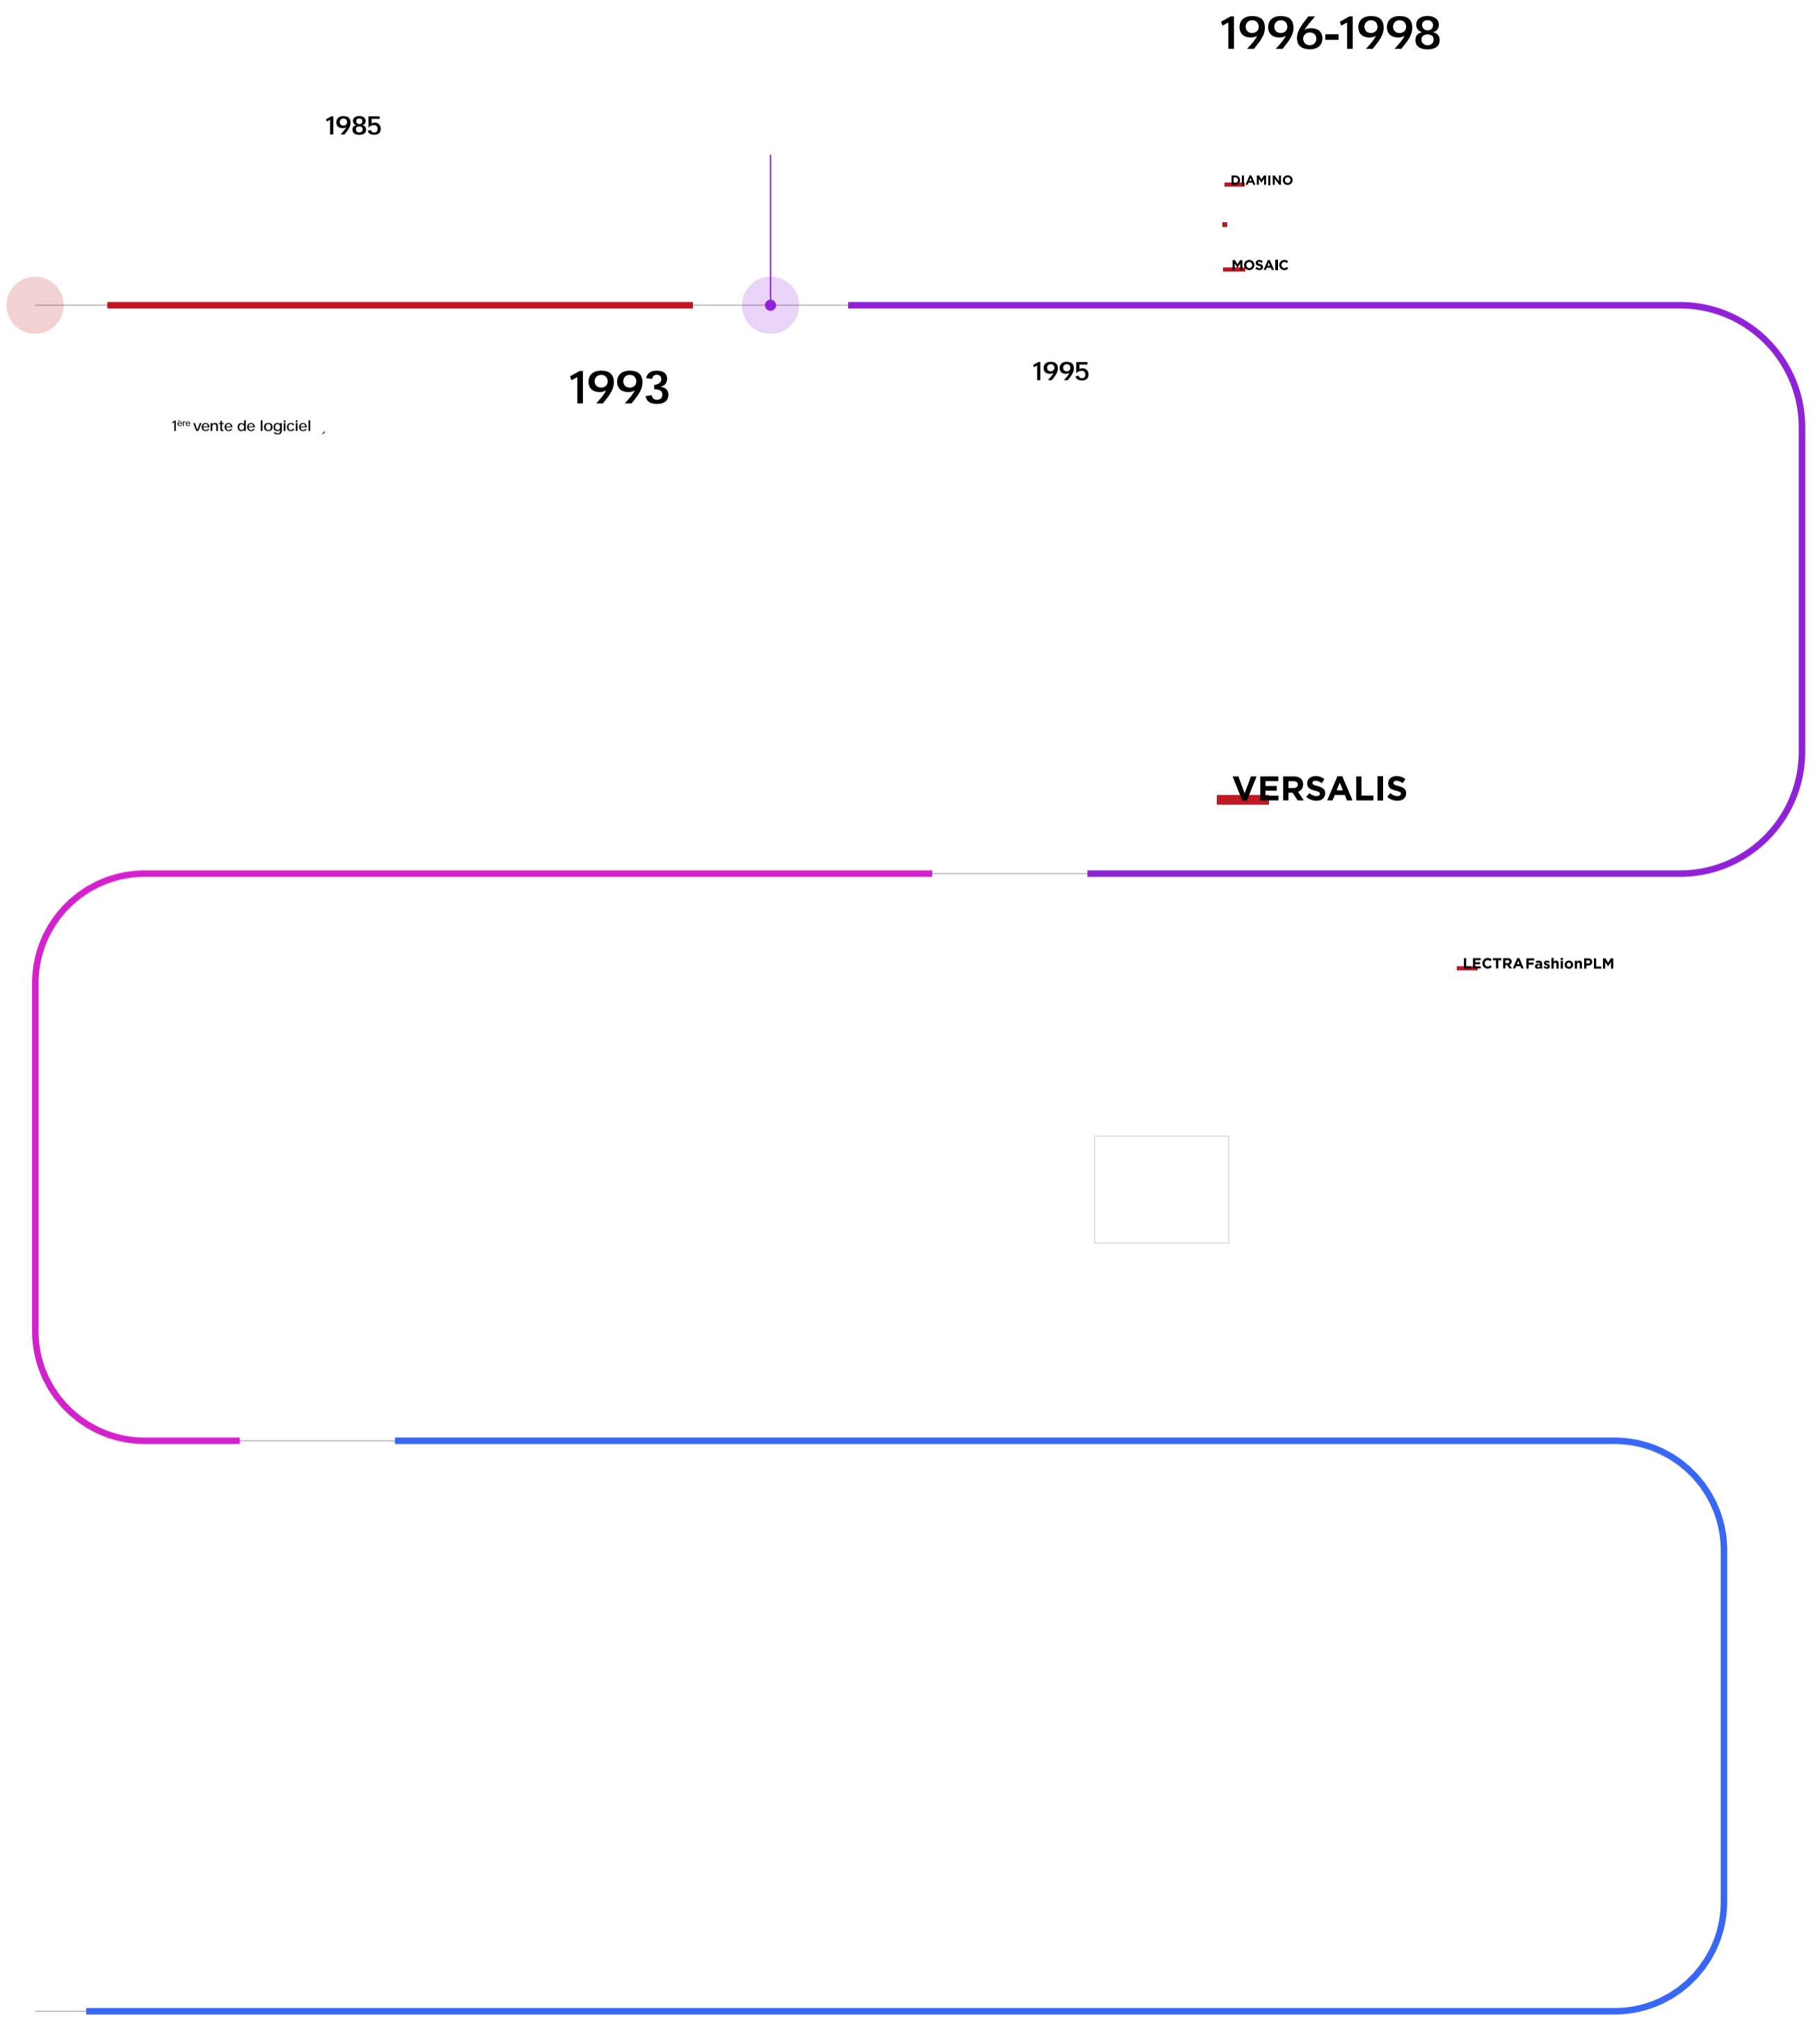 1996-1998
1985
DIAMINO
MOSAIC
1993
1995
1ère vente de logiciel
VERSALIS
LECTRA FashionPLM